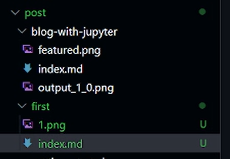 post
blog-with-jupyter
featured.png
index.md
output_1_0.png
first
1.png U
index.md U